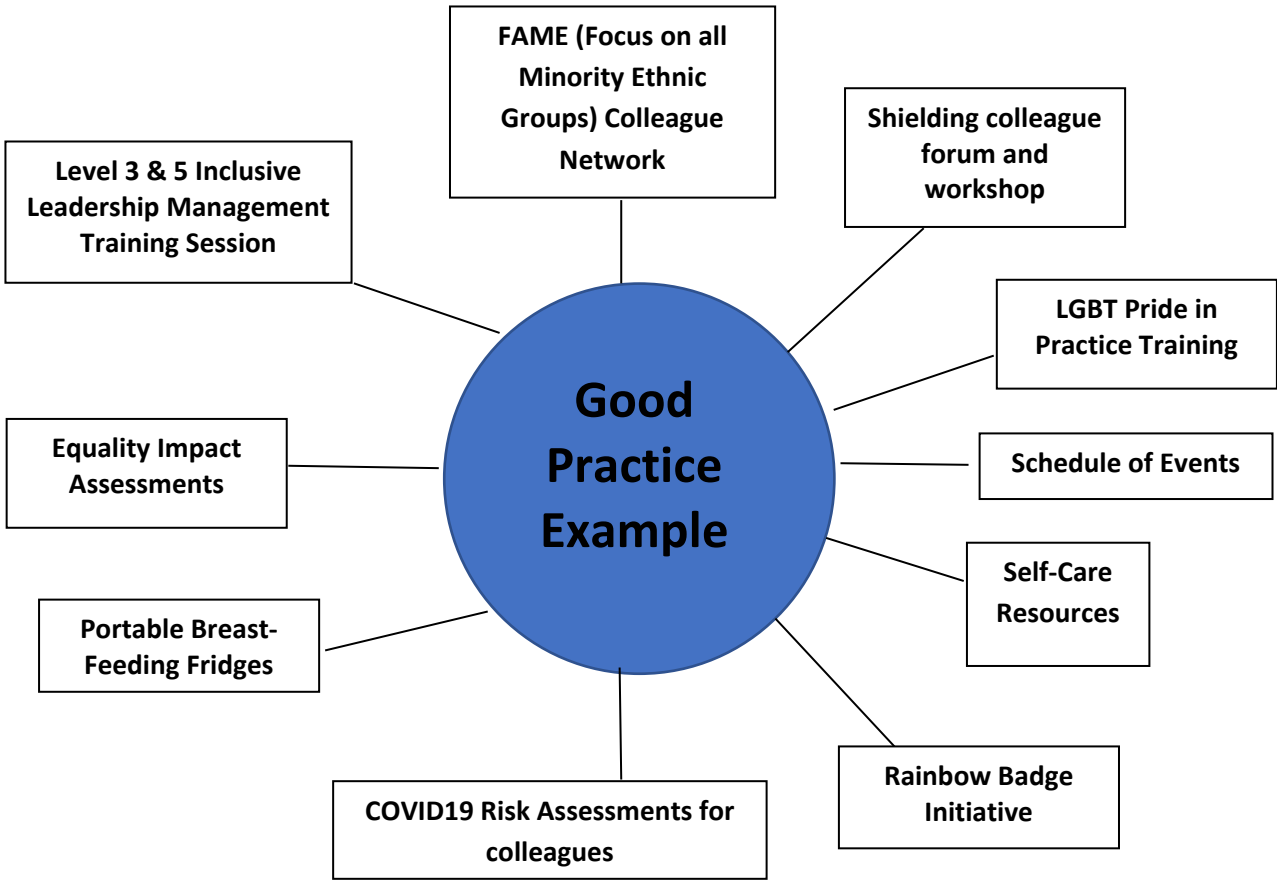 FAME (Focus on all
Minority Ethnic
Groups) Colleague
Network
Shielding colleague
forum and
workshop
Level 3 & 5 Inclusive
Leadership Management
Training Session
LGBT Pride in
Practice Training
Good
Practice
Example
Equality Impact
Assessments
Schedule of Events
Self-Care
Resources
Portable Breast-
Feeding Fridges
Rainbow Badge
Initiative
COVID19 Risk Assessments for
colleagues